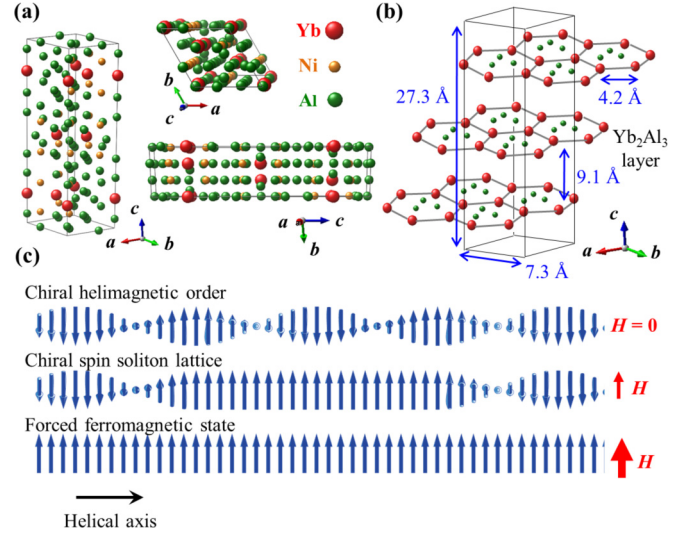 (a)
Yb
Ni
Al
b
c
a
c
a
b
a
c
b
(b)
27.3 Å
4.2 Å
Yb₂Al₃
layer
9.1 Å
7.3 Å
c
a
b
(c)
Chiral helimagnetic order
H = 0
Chiral spin soliton lattice
H
Forced ferromagnetic state
H
Helical axis